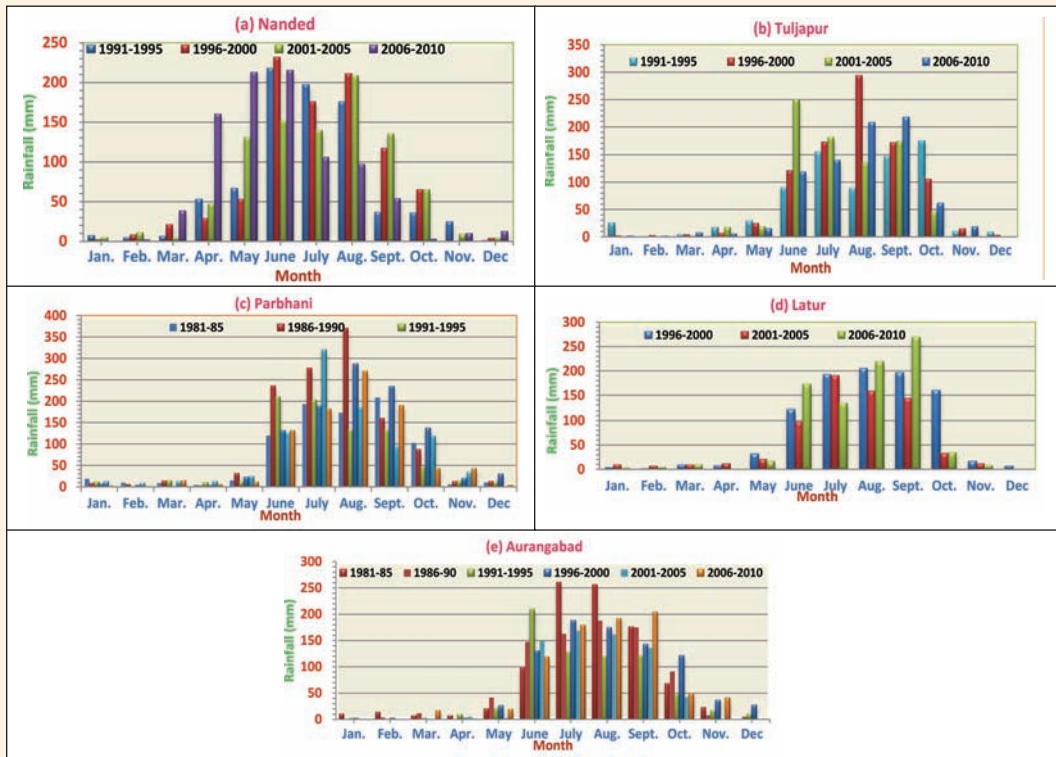 (a) Nanded
1991-1995 1996-2000 2001-2005 2006-2010
Rainfall (mm)
250
200
150
100
50
0
Jan. Feb. Mar. Apr. May June July Aug. Sept. Oct. Nov. Dec
Month
(b) Tuljapur
1991-1995 1996-2000 2001-2005 2006-2010
Rainfall (mm)
350
300
250
200
150
100
50
0
Jan. Feb. Mar. Apr. May June July Aug. Sept. Oct. Nov. Dec
Month
(c) Parbhani
1981-85 1986-1990 1991-1995
Rainfall (mm)
400
350
300
250
200
150
100
50
0
Jan. Feb. Mar. Apr. May June July Aug. Sept. Oct. Nov. Dec
Month
(d) Latur
1996-2000 2001-2005 2006-2010
Rainfall (mm)
300
250
200
150
100
50
0
Jan. Feb. Mar. Apr. May June July Aug. Sept. Oct. Nov. Dec
Month
(e) Aurangabad
1981-85 1986-90 1991-1995 1996-2000 2001-2005 2006-2010
Rainfall (mm)
300
250
200
150
100
50
0
Jan. Feb. Mar. Apr. May June July Aug. Sept. Oct. Nov. Dec
Month